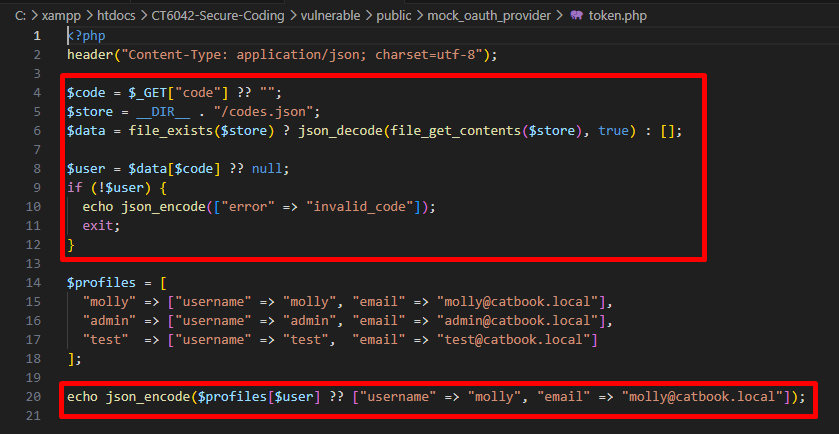 C: > xampp > htdocs > CT6042-Secure-Coding > vulnerable > public > mock_oauth_provider > token.php
1 <?php
2 header("Content-Type: application/json; charset=utf-8");
3
4 $code = $_GET["code"] ?? "";
5 $store = __DIR__ . "/codes.json";
6 $data = file_exists($store) ? json_decode(file_get_contents($store), true) : [];
7
8 $user = $data[$code] ?? null;
9 if (!$user) {
10   echo json_encode(["error" => "invalid_code"]);
11   exit;
12 }
13
14 $profiles = [
15   "molly" => ["username" => "molly", "email" => "molly@catbook.local"],
16   "admin" => ["username" => "admin", "email" => "admin@catbook.local"],
17   "test"  => ["username" => "test",  "email" => "test@catbook.local"]
18 ];
19
20 echo json_encode($profiles[$user] ?? ["username" => "molly", "email" => "molly@catbook.local"]);
21